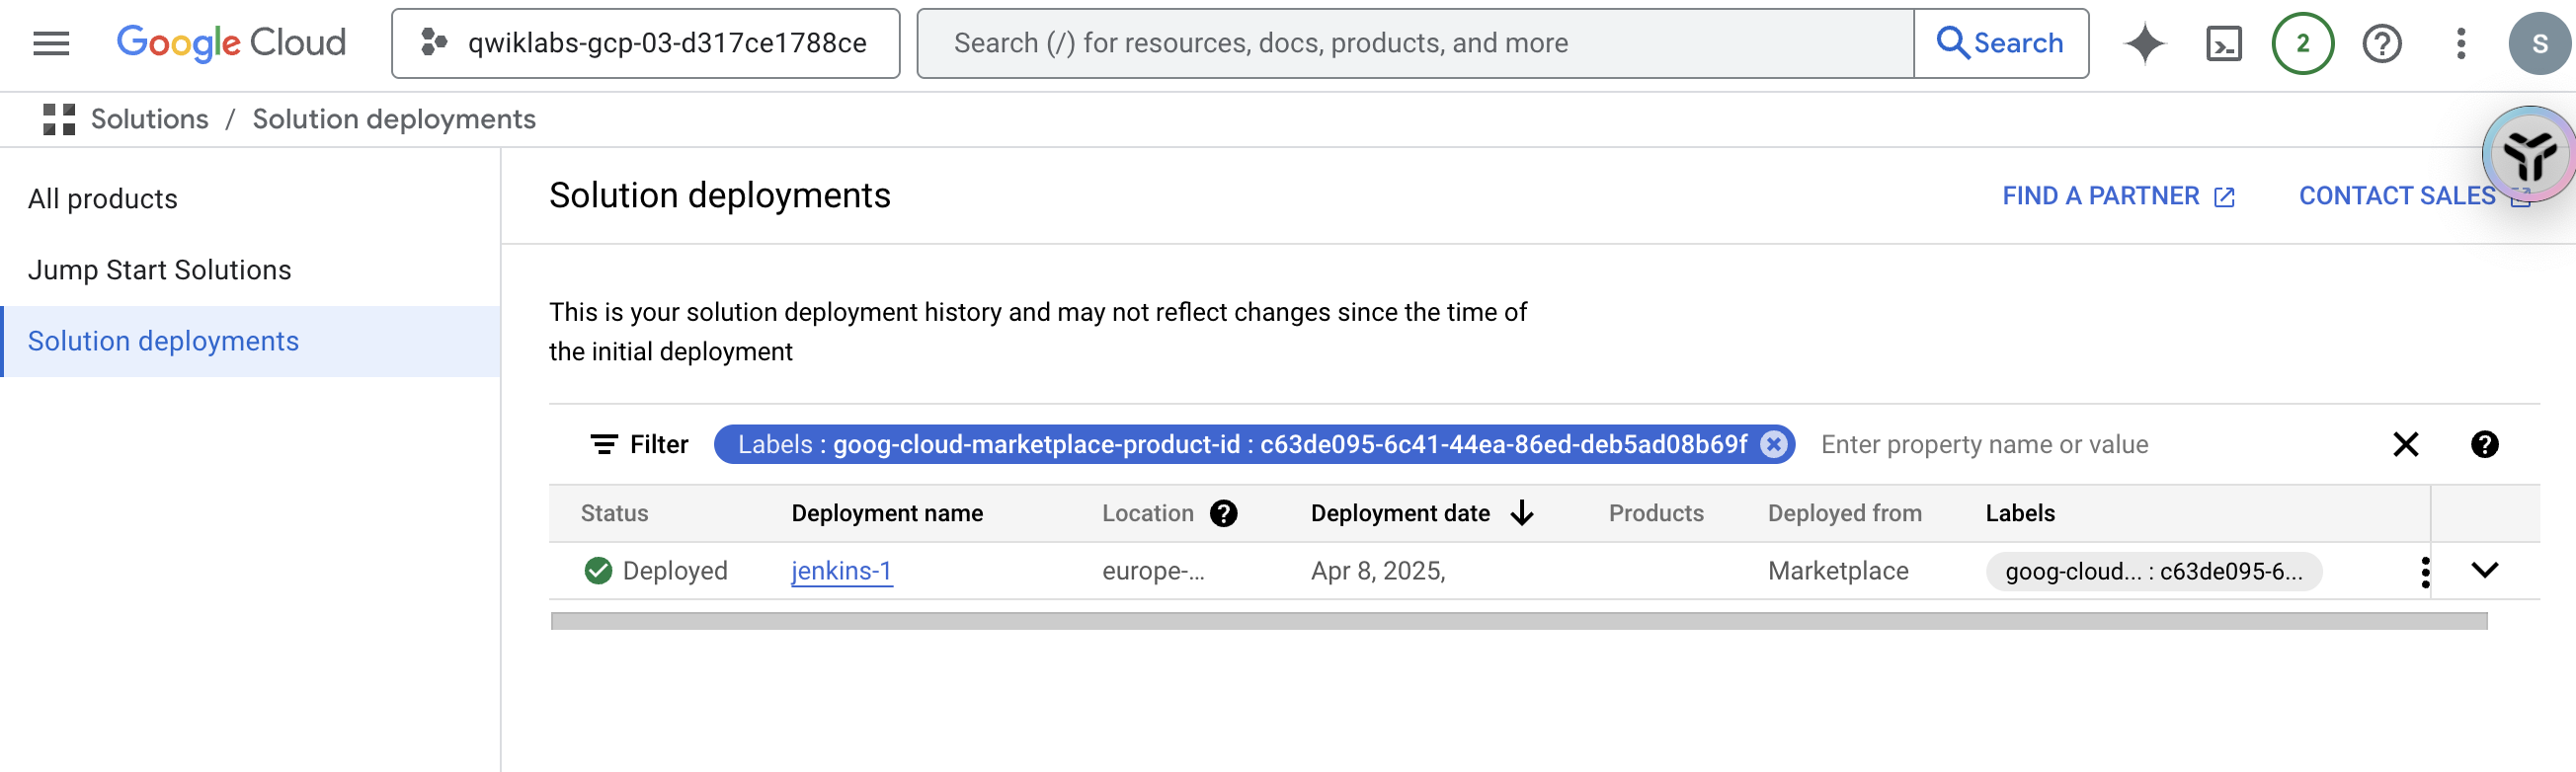 Google Cloud
qwiklabs-gcp-03-d317ce1788ce
Search (/) for resources, docs, products, and more
Search
2
S
Solutions / Solution deployments
All products
Jump Start Solutions
Solution deployments
Solution deployments
FIND A PARTNER
CONTACT SALES
This is your solution deployment history and may not reflect changes since the time of
the initial deployment
Filter
Labels : goog-cloud-marketplace-product-id : c63de095-6c41-44ea-86ed-deb5ad08b69f
Enter property name or value
Status Deployment name Location Deployment date Products Deployed from Labels
Deployed jenkins-1 europe-... Apr 8, 2025, Marketplace goog-cloud... : c63de095-6...